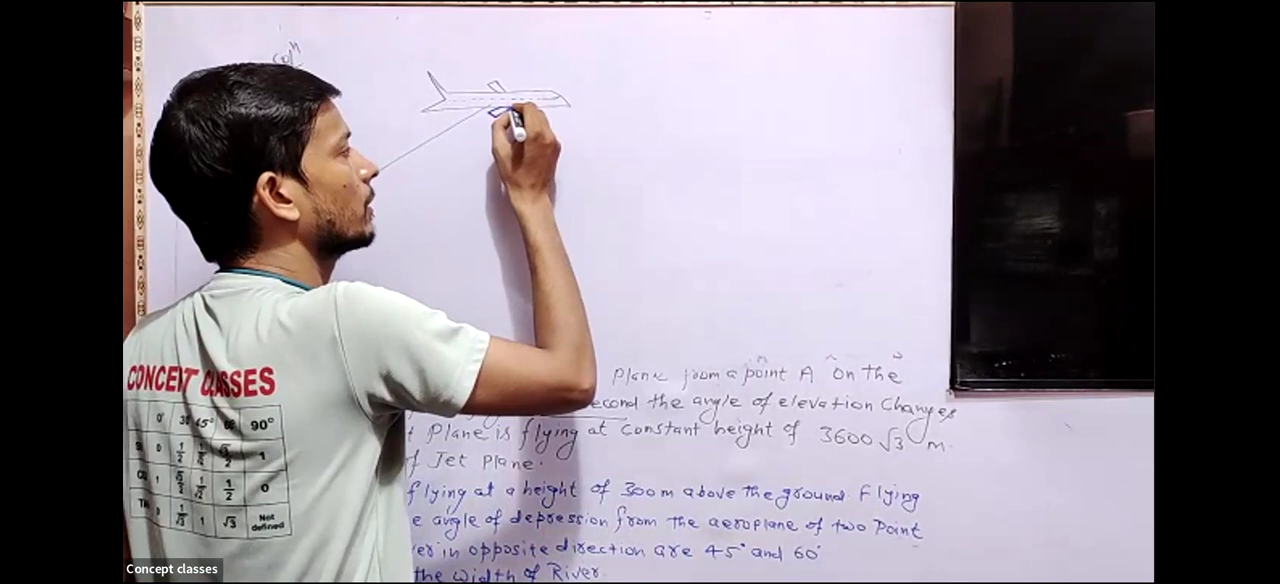 Solⁿ
Plane from a point A on the
econd the angle of elevation Changes
t Plane is flying at constant height of 3600√3 m.
f Jet Plane.
flying at a height of 300m above the ground Flying
e angle of depression from the aeroplane of two Point
er in opposite direction are 45° and 60°
the width of River.
CONCEPT CLASSES
0° 30 45° 90°
0 1/2 1/√2 √3/2 1
1 √3/2 1/√2 1/2 0
0 1/√3 1 √3 Not defined
Concept classes